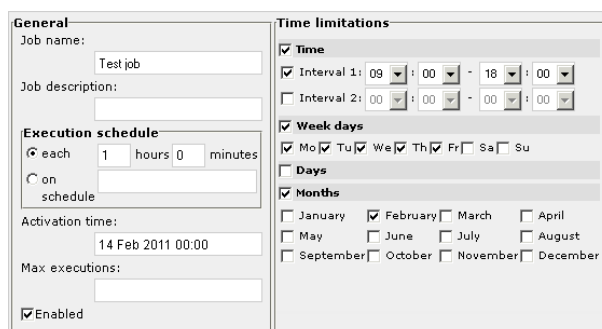 General
Job name:
Test job
Job description:
Execution schedule
each 1 hours 0 minutes
on schedule
Activation time:
14 Feb 2011 00:00
Max executions:
Enabled
Time limitations
Time
Interval 1: 09 : 00 - 18 : 00
Interval 2: 00 : 00 - 00 : 00
Week days
Mo Tu We Th Fr Sa Su
Days
Months
January February March April
May June July August
September October November December